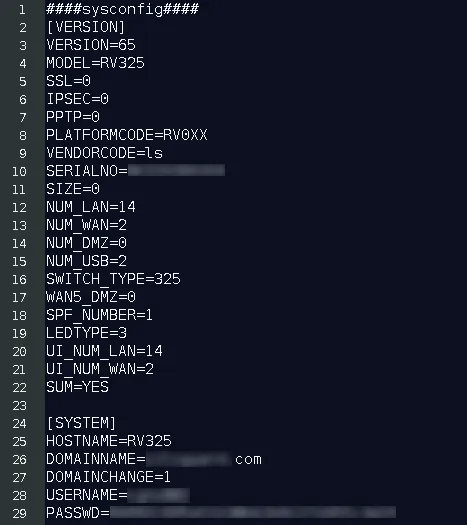 1 ####sysconfig####
2 [VERSION]
3 VERSION=65
4 MODEL=RV325
5 SSL=0
6 IPSEC=0
7 PPTP=0
8 PLATFORMCODE=RV0XX
9 VENDORCODE=ls
10 SERIALNO=
11 SIZE=0
12 NUM_LAN=14
13 NUM_WAN=2
14 NUM_DMZ=0
15 NUM_USB=2
16 SWITCH_TYPE=325
17 WAN5_DMZ=0
18 SPF_NUMBER=1
19 LEDTYPE=3
20 UI_NUM_LAN=14
21 UI_NUM_WAN=2
22 SUM=YES
23
24 [SYSTEM]
25 HOSTNAME=RV325
26 DOMAINNAME= .com
27 DOMAINCHANGE=1
28 USERNAME=
29 PASSWD=